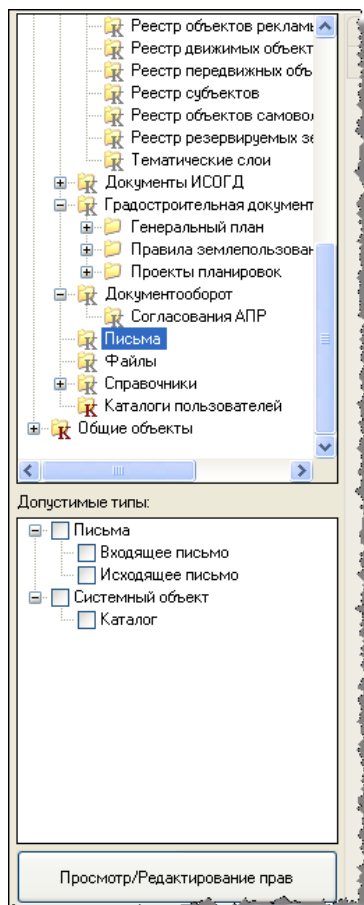 Реестр объектов реклам
Реестр движимых объект
Реестр передвижных объ
Реестр субъектов
Реестр объектов самово
Реестр резервируемых зе
Тематические слои
Документы ИСОГД
Градостроительная документ
Генеральный план
Правила землепользован
Проекты планировок
Документооборот
Согласования АПР
Письма
Файлы
Справочники
Каталоги пользователей
Общие объекты
Допустимые типы:
Письма
Входящее письмо
Исходящее письмо
Системный объект
Каталог
Просмотр/Редактирование прав